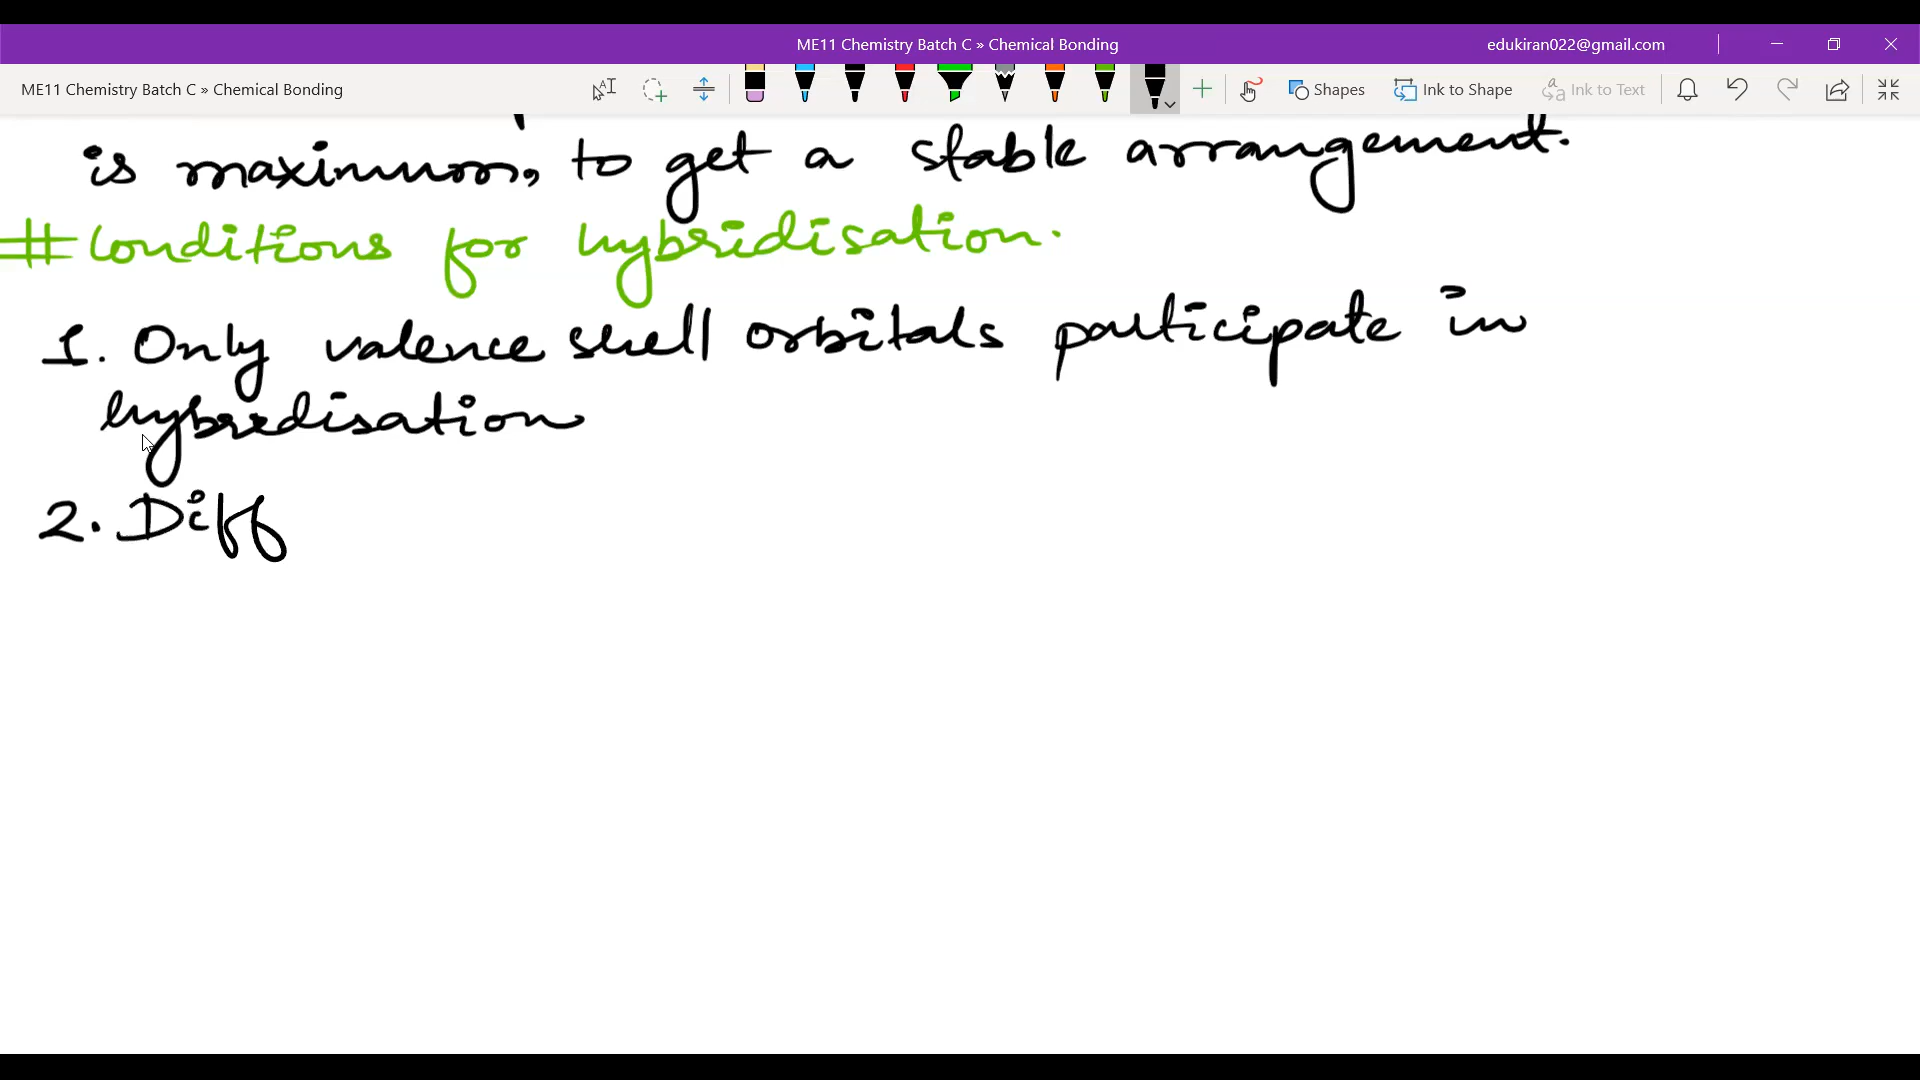 ME11 Chemistry Batch C » Chemical Bonding
edukiran022@gmail.com
ME11 Chemistry Batch C » Chemical Bonding
Shapes
Ink to Shape
Ink to Text
is maximum, to get a stable arrangement.
# Conditions for hybridisation.
1. Only valence shell orbitals participate in
hybridisation
2. Diff